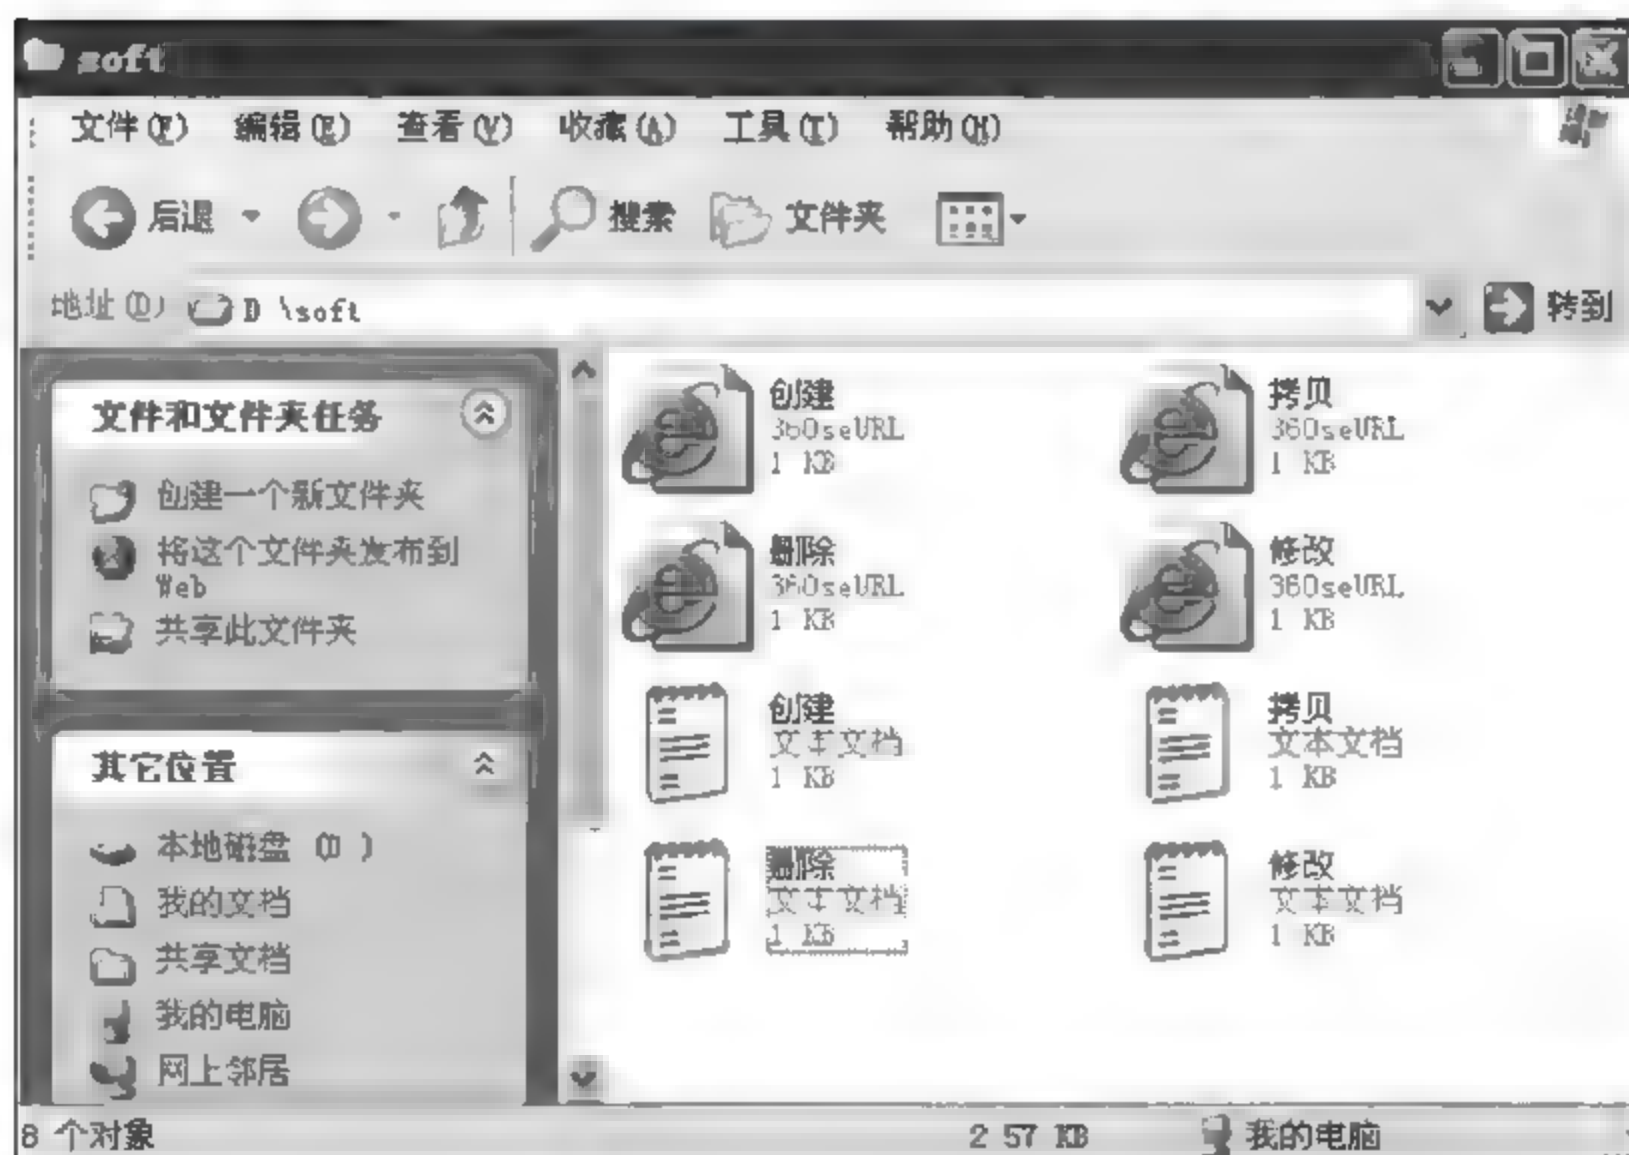 soft
文件(F) 编辑(E) 查看(V) 收藏(A) 工具(T) 帮助(H)
后退 搜索 文件夹
地址(D) D \soft 转到
文件和文件夹任务
创建一个新文件夹
将这个文件夹发布到
Web
共享此文件夹
其它位置
本地磁盘 (D )
我的文档
共享文档
我的电脑
网上邻居
创建
360seURL
1 KB
拷贝
360seURL
1 KB
删除
360seURL
1 KB
修改
360seURL
1 KB
创建
文本文档
1 KB
拷贝
文本文档
1 KB
删除
文本文档
1 KB
修改
文本文档
1 KB
8 个对象 2 57 KB 我的电脑